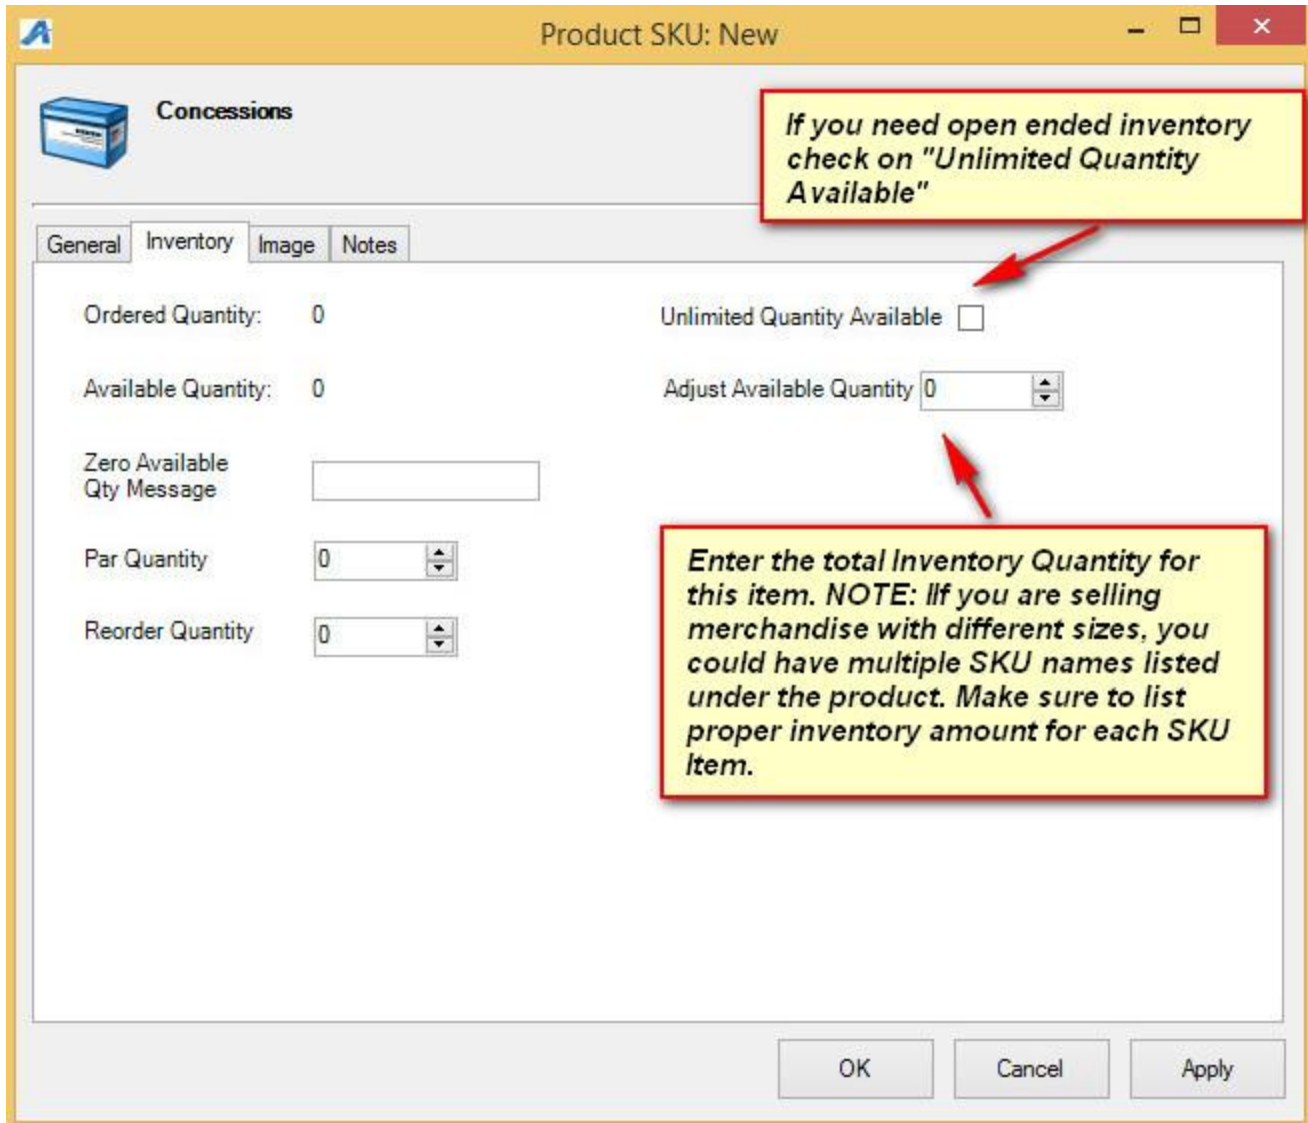 Product SKU: New
Concessions
If you need open ended inventory
check on "Unlimited Quantity
Available"
General Inventory Image Notes
Ordered Quantity: 0
Unlimited Quantity Available
Available Quantity: 0
Adjust Available Quantity 0
Zero Available
Qty Message
Par Quantity 0
Reorder Quantity 0
Enter the total Inventory Quantity for
this item. NOTE: IIf you are selling
merchandise with different sizes, you
could have multiple SKU names listed
under the product. Make sure to list
proper inventory amount for each SKU
Item.
OK Cancel Apply